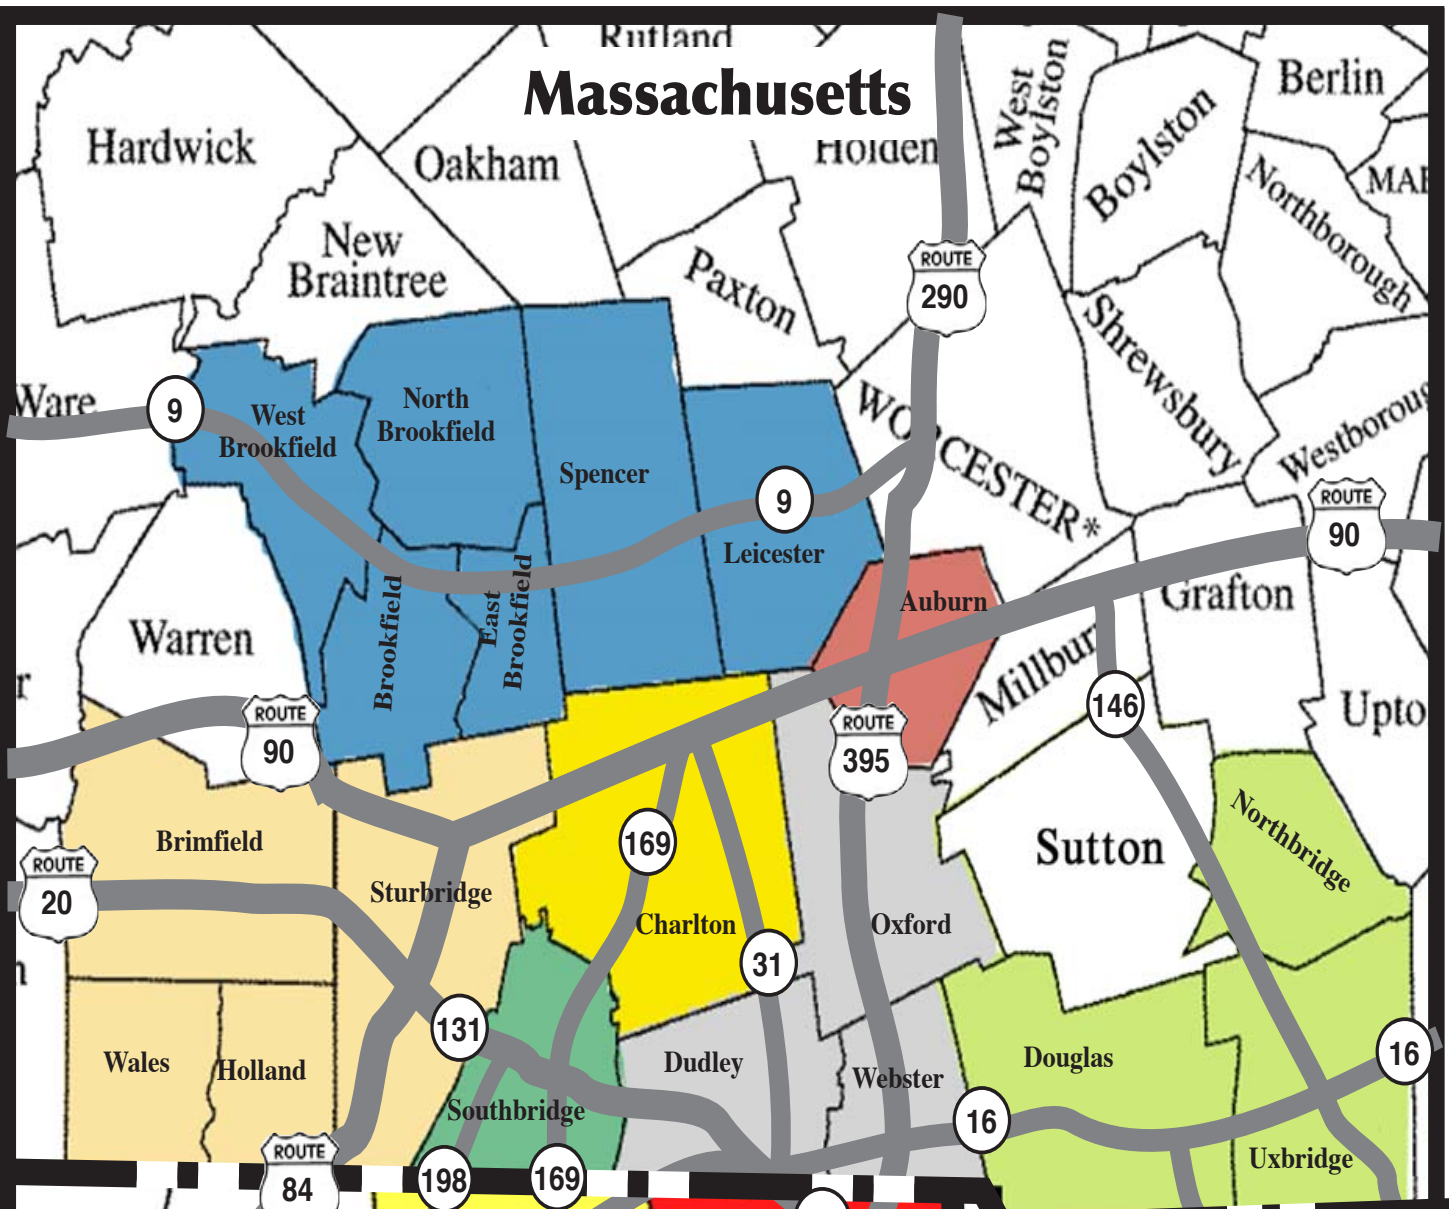 Rutland
Massachusetts
Berlin
West
Boylston
Boylston
Hardwick
Oakham
Holden
Northborough
New
Braintree
Paxton
ROUTE
290
Shrewsbury
Ware
9
West
Brookfield
North
Brookfield
Spencer
WORCESTER*
Westboroug
9
Leicester
ROUTE
90
Auburn
Grafton
Warren
Brookfield
East
Brookfield
Millbur
146
Upto
ROUTE
90
ROUTE
395
Brimfield
169
Sutton
Northbridge
ROUTE
20
Sturbridge
Charlton
Oxford
31
131
Wales
Holland
Dudley
Webster
Douglas
16
Southbridge
16
Uxbridge
ROUTE
84
198
169